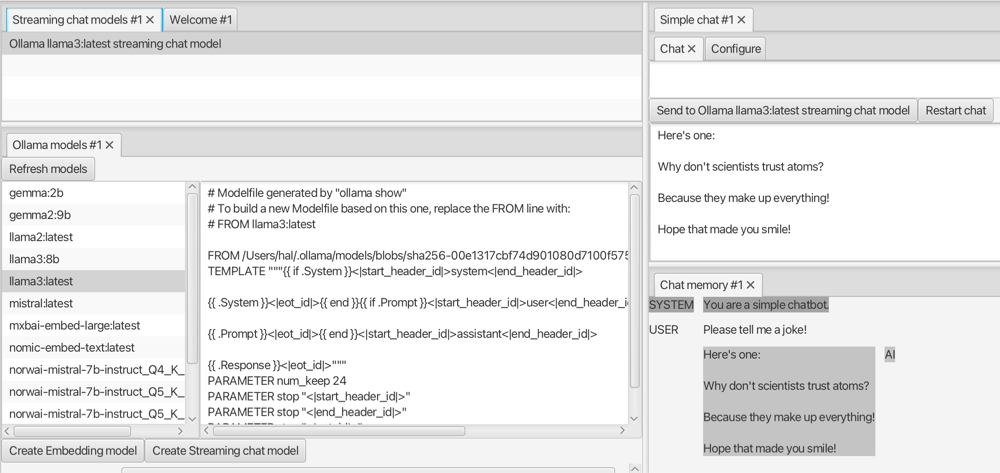 Streaming chat models #1 ✕
Welcome #1
Ollama llama3:latest streaming chat model
Ollama models #1 ✕
Refresh models
gemma:2b
gemma2:9b
llama2:latest
llama3:8b
llama3:latest
mistral:latest
mxbai-embed-large:latest
nomic-embed-text:latest
norwai-mistral-7b-instruct_Q4_K_
norwai-mistral-7b-instruct_Q5_K_
norwai-mistral-7b-instruct_Q5_K_
# Modelfile generated by "ollama show"
# To build a new Modelfile based on this one, replace the FROM line with:
# FROM llama3:latest
FROM /Users/hal/.ollama/models/blobs/sha256-00e1317cbf74d901080d7100f575
TEMPLATE """{{ if .System }}<|start_header_id|>system<|end_header_id|>
{{ .System }}<|eot_id|>{{ end }}{{ if .Prompt }}<|start_header_id|>user<|end_header_i
{{ .Prompt }}<|eot_id|>{{ end }}<|start_header_id|>assistant<|end_header_id|>
{{ .Response }}<|eot_id|>"""
PARAMETER num_keep 24
PARAMETER stop "<|start_header_id|>"
PARAMETER stop "<|end_header_id|>"
Create Embedding model
Create Streaming chat model
Simple chat #1 ✕
Chat ✕
Configure
Send to Ollama llama3:latest streaming chat model
Restart chat
Here's one:
Why don't scientists trust atoms?
Because they make up everything!
Hope that made you smile!
Chat memory #1 ✕
SYSTEM You are a simple chatbot.
USER Please tell me a joke!
Here's one: AI
Why don't scientists trust atoms?
Because they make up everything!
Hope that made you smile!